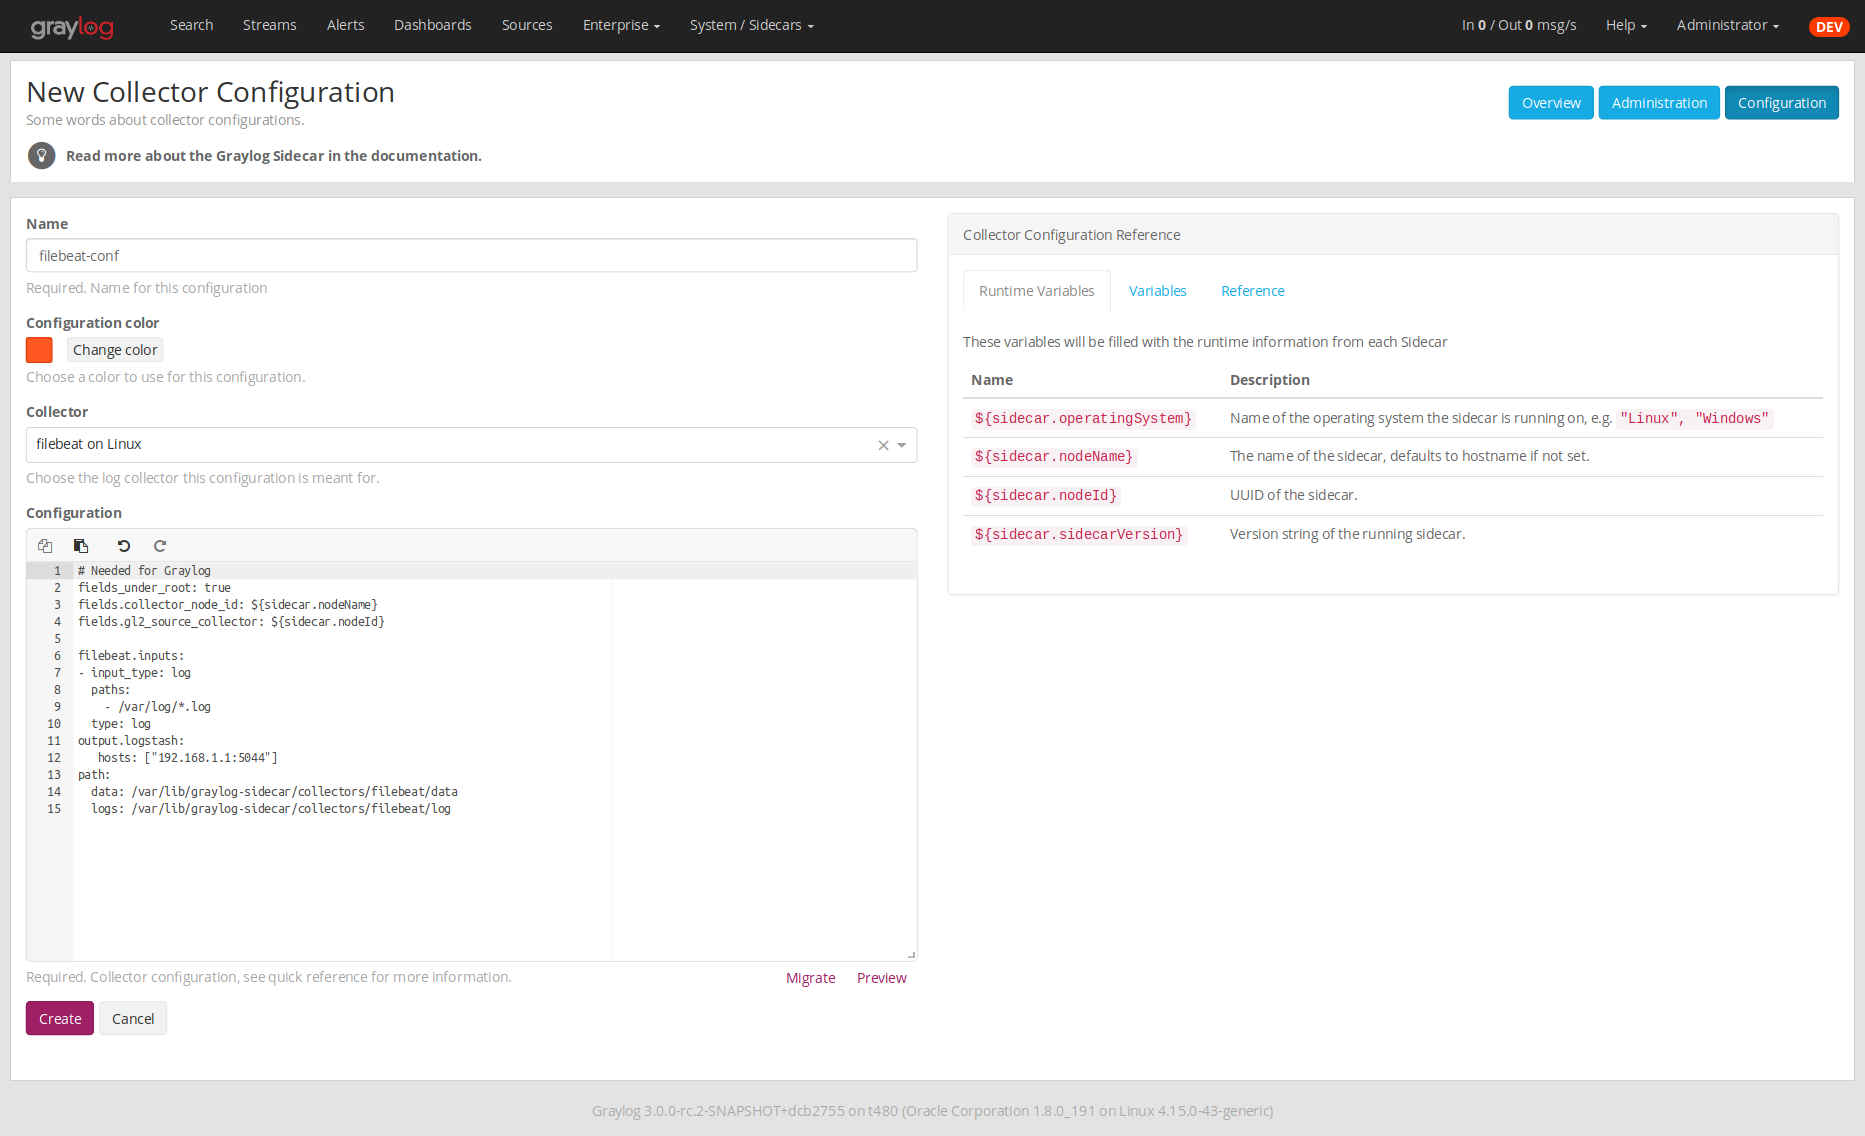 graylog Search Streams Alerts Dashboards Sources Enterprise System / Sidecars In 0 / Out 0 msg/s Help Administrator DEV
New Collector Configuration
Some words about collector configurations.
Read more about the Graylog Sidecar in the documentation.
Overview Administration Configuration
Name
filebeat-conf
Required. Name for this configuration
Configuration color
Change color
Choose a color to use for this configuration.
Collector
filebeat on Linux
Choose the log collector this configuration is meant for.
Configuration
1 # Needed for Graylog
2 fields_under_root: true
3 fields.collector_node_id: ${sidecar.nodeName}
4 fields.gl2_source_collector: ${sidecar.nodeId}
5
6 filebeat.inputs:
7 - input_type: log
8   paths:
9     - /var/log/*.log
10   type: log
11 output.logstash:
12    hosts: ["192.168.1.1:5044"]
13 path:
14   data: /var/lib/graylog-sidecar/collectors/filebeat/data
15   logs: /var/lib/graylog-sidecar/collectors/filebeat/log
Required. Collector configuration, see quick reference for more information.
Migrate Preview
Create Cancel
Collector Configuration Reference
Runtime Variables Variables Reference
These variables will be filled with the runtime information from each Sidecar
Name Description
${sidecar.operatingSystem} Name of the operating system the sidecar is running on, e.g. "Linux", "Windows"
${sidecar.nodeName} The name of the sidecar, defaults to hostname if not set.
${sidecar.nodeId} UUID of the sidecar.
${sidecar.sidecarVersion} Version string of the running sidecar.
Graylog 3.0.0-rc.2-SNAPSHOT+dcb2755 on t480 (Oracle Corporation 1.8.0_191 on Linux 4.15.0-43-generic)